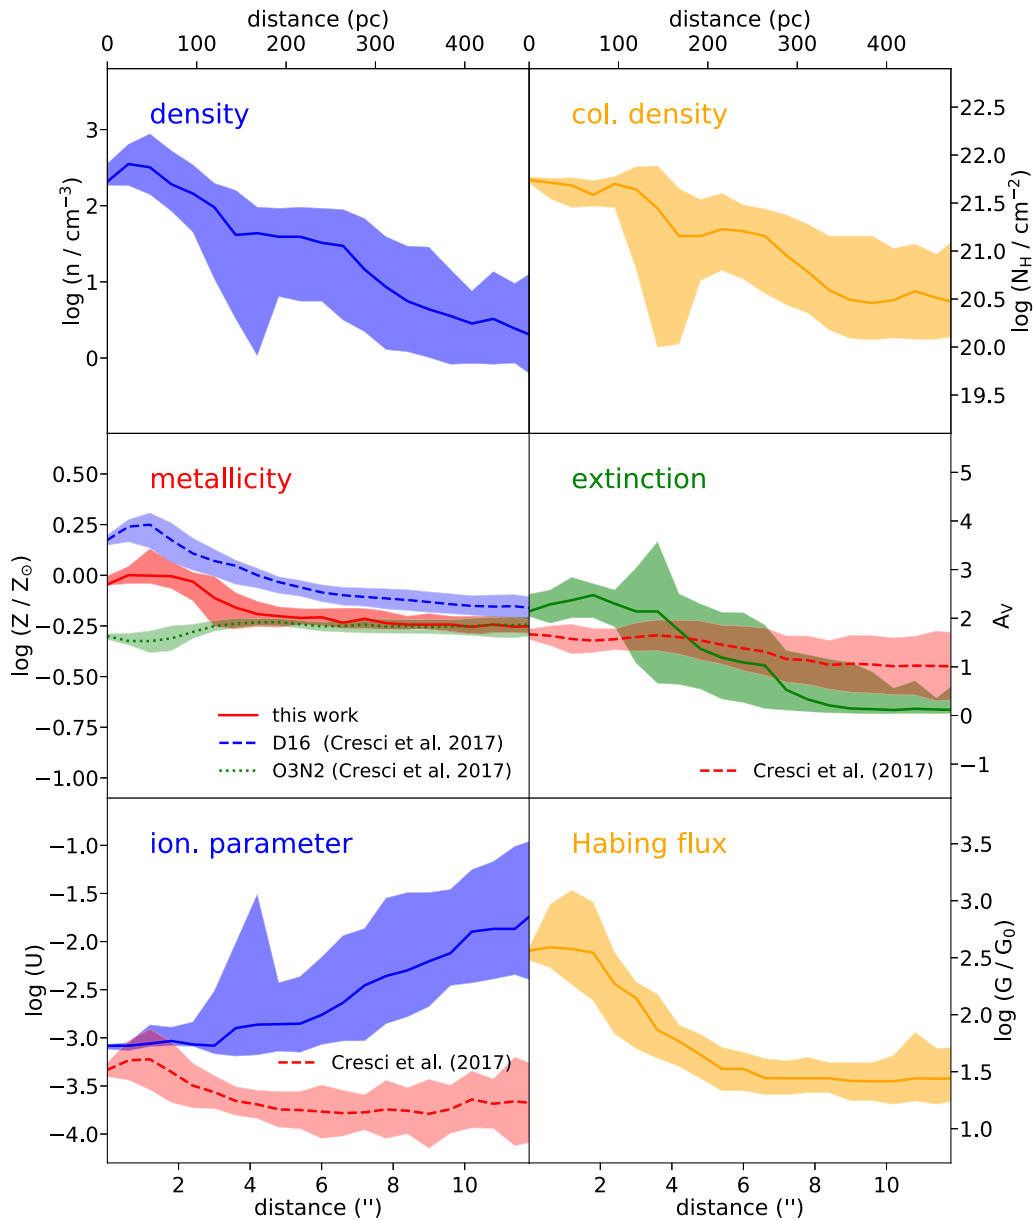 distance (pc)
distance (pc)
0 100 200 300 400
0 100 200 300 400
density
col. density
3
2
1
0
log (n / cm⁻³)
22.5
22.0
21.5
21.0
20.5
20.0
19.5
log (N_H / cm⁻²)
metallicity
extinction
0.50
0.25
0.00
−0.25
−0.50
−0.75
−1.00
log (Z / Z⊙)
this work
D16 (Cresci et al. 2017)
O3N2 (Cresci et al. 2017)
5
4
3
2
1
0
−1
A_V
Cresci et al. (2017)
ion. parameter
Habing flux
−1.0
−1.5
−2.0
−2.5
−3.0
−3.5
−4.0
log (U)
Cresci et al. (2017)
3.5
3.0
2.5
2.0
1.5
1.0
log (G / G₀)
2 4 6 8 10
0 2 4 6 8 10
distance ('')
distance ('')